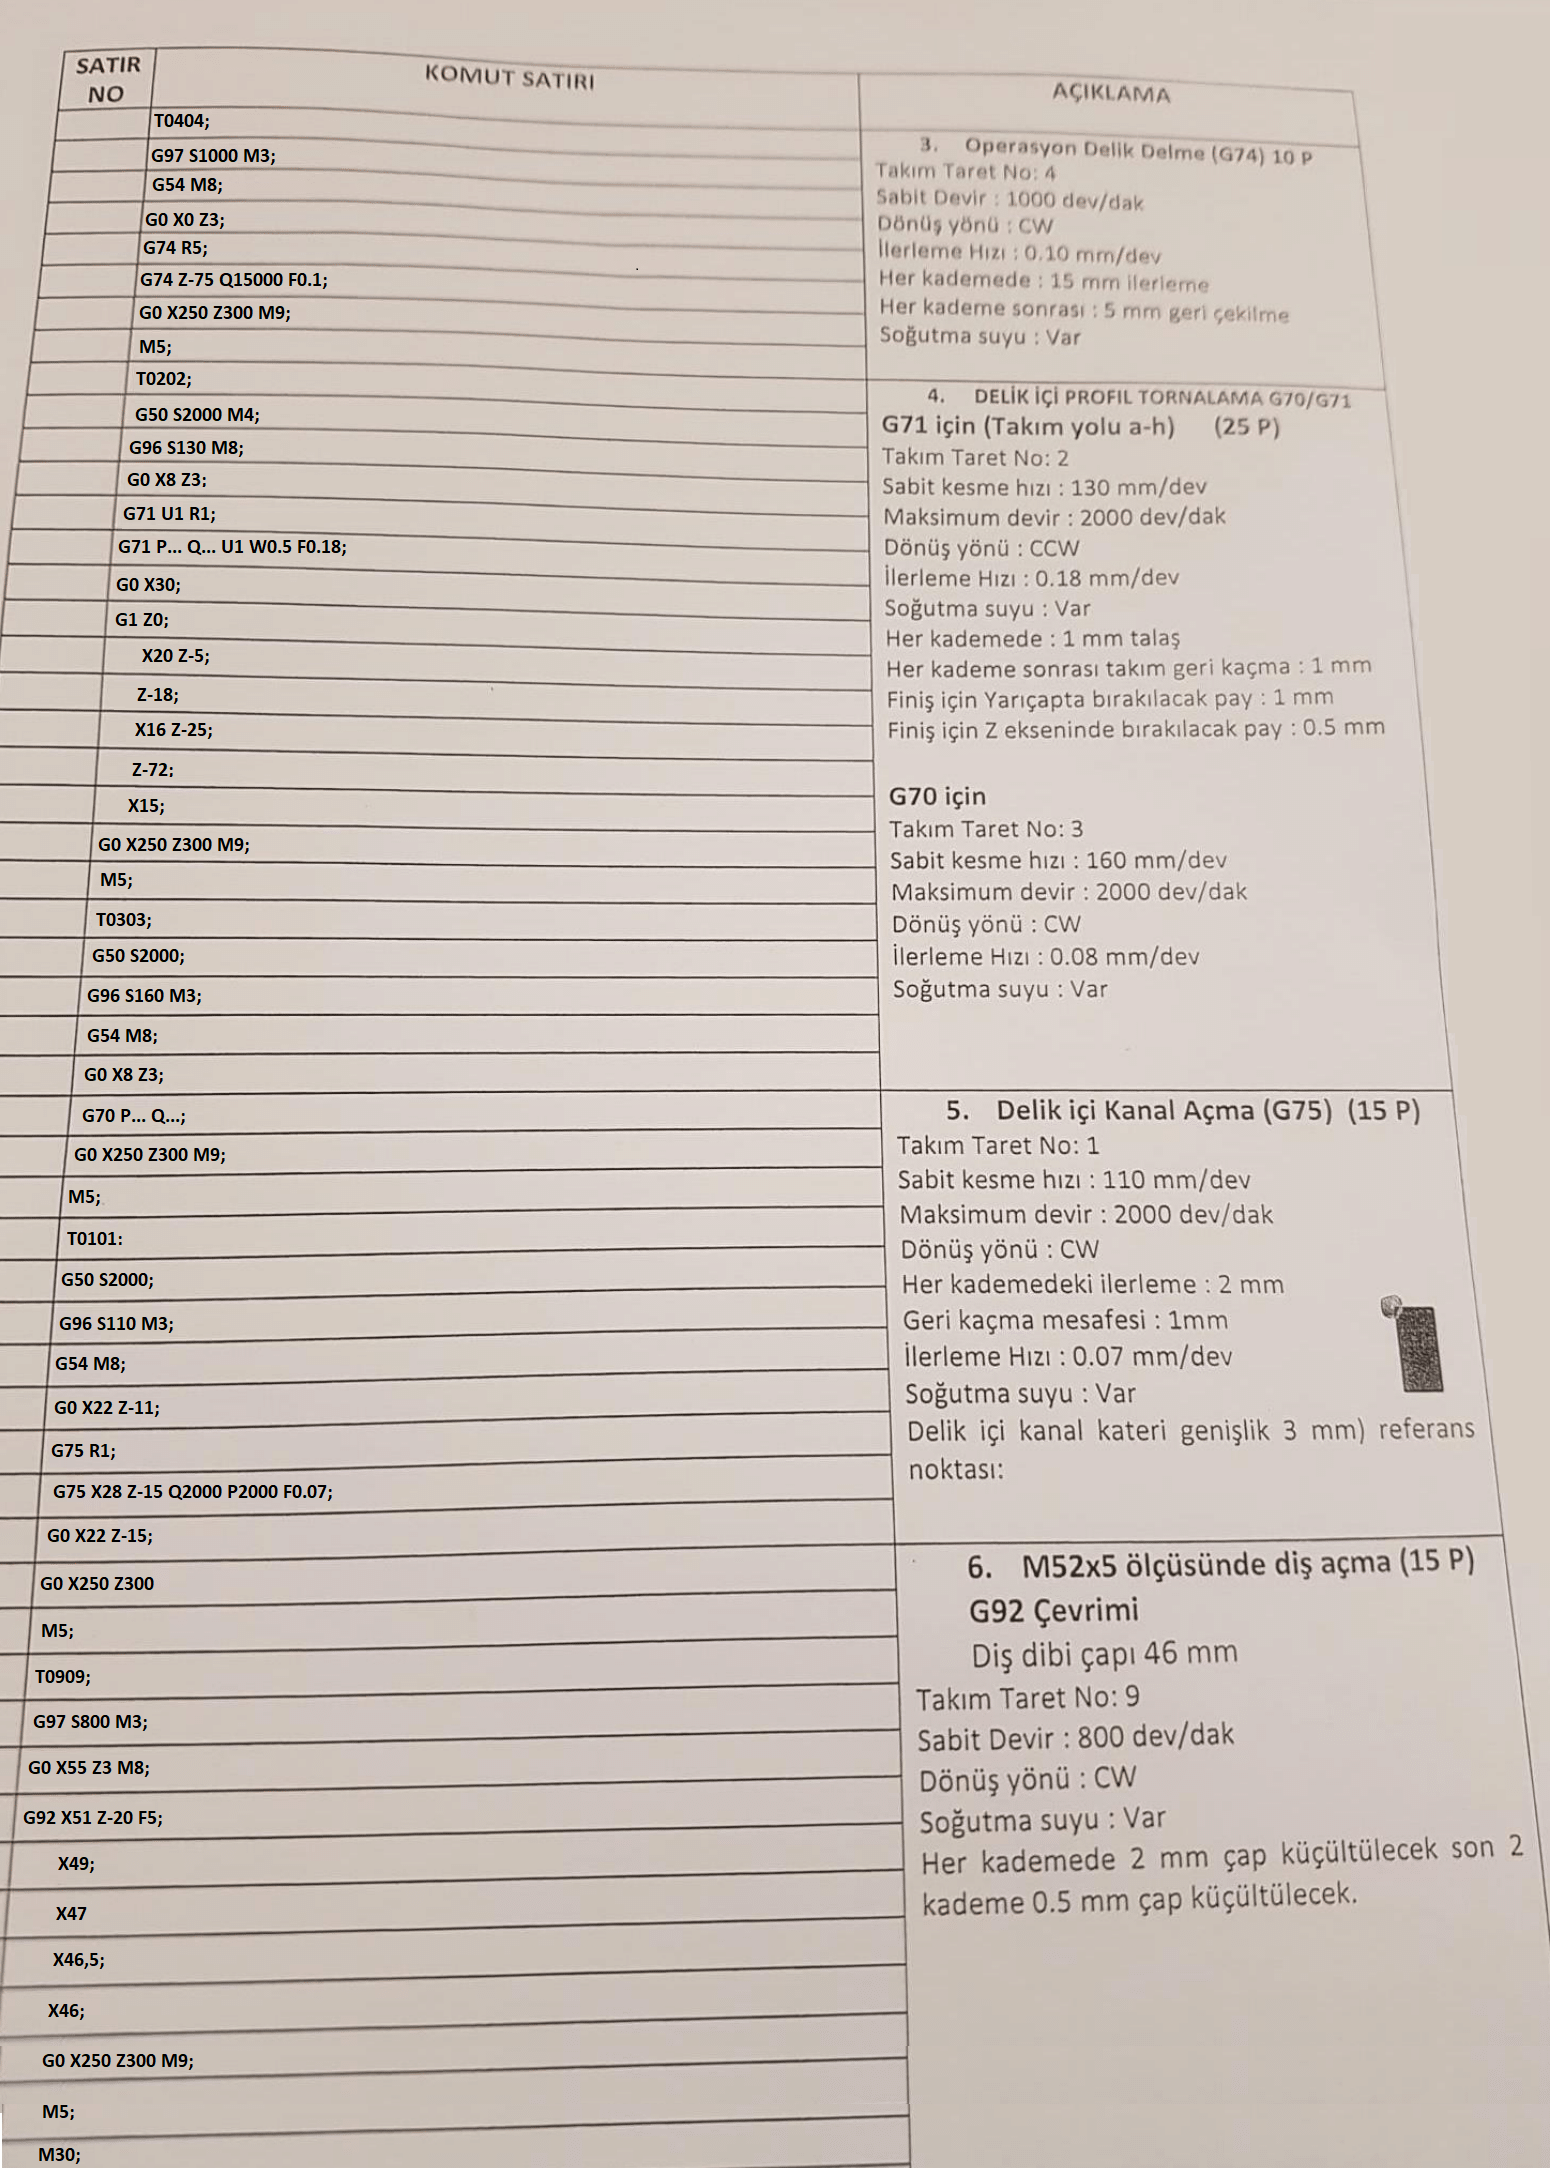 SATIR
NO
KOMUT SATIRI
AÇIKLAMA
T0404;
G97 S1000 M3;
G54 M8;
G0 X0 Z3;
G74 R5;
G74 Z-75 Q15000 F0.1;
G0 X250 Z300 M9;
M5;
3. Operasyon Delik Delme (G74) 10 P
Takım Taret No: 4
Sabit Devir : 1000 dev/dak
Dönüş yönü : CW
İlerleme Hızı : 0.10 mm/dev
Her kademede : 15 mm ilerleme
Her kademe sonrası : 5 mm geri çekilme
Soğutma suyu : Var
T0202;
G50 S2000 M4;
G96 S130 M8;
G0 X8 Z3;
G71 U1 R1;
G71 P... Q... U1 W0.5 F0.18;
G0 X30;
G1 Z0;
X20 Z-5;
Z-18;
X16 Z-25;
Z-72;
X15;
G0 X250 Z300 M9;
M5;
T0303;
G50 S2000;
G96 S160 M3;
G54 M8;
G0 X8 Z3;
G70 P... Q...;
G0 X250 Z300 M9;
M5;
4. DELİK İÇİ PROFIL TORNALAMA G70/G71
G71 için (Takım yolu a-h) (25 P)
Takım Taret No: 2
Sabit kesme hızı : 130 mm/dev
Maksimum devir : 2000 dev/dak
Dönüş yönü : CCW
İlerleme Hızı : 0.18 mm/dev
Soğutma suyu : Var
Her kademede : 1 mm talaş
Her kademe sonrası takım geri kaçma : 1 mm
Finiş için Yarıçapta bırakılacak pay : 1 mm
Finiş için Z ekseninde bırakılacak pay : 0.5 mm
G70 için
Takım Taret No: 3
Sabit kesme hızı : 160 mm/dev
Maksimum devir : 2000 dev/dak
Dönüş yönü : CW
İlerleme Hızı : 0.08 mm/dev
Soğutma suyu : Var
T0101:
G50 S2000;
G96 S110 M3;
G54 M8;
G0 X22 Z-11;
G75 R1;
G75 X28 Z-15 Q2000 P2000 F0.07;
G0 X22 Z-15;
G0 X250 Z300
M5;
5. Delik içi Kanal Açma (G75) (15 P)
Takım Taret No: 1
Sabit kesme hızı : 110 mm/dev
Maksimum devir : 2000 dev/dak
Dönüş yönü : CW
Her kademedeki ilerleme : 2 mm
Geri kaçma mesafesi : 1mm
İlerleme Hızı : 0.07 mm/dev
Soğutma suyu : Var
Delik içi kanal kateri genişlik 3 mm) referans
noktası:
T0909;
G97 S800 M3;
G0 X55 Z3 M8;
G92 X51 Z-20 F5;
X49;
X47
X46,5;
X46;
G0 X250 Z300 M9;
M5;
M30;
6. M52x5 ölçüsünde diş açma (15 P)
G92 Çevrimi
Diş dibi çapı 46 mm
Takım Taret No: 9
Sabit Devir : 800 dev/dak
Dönüş yönü : CW
Soğutma suyu : Var
Her kademede 2 mm çap küçültülecek son 2
kademe 0.5 mm çap küçültülecek.